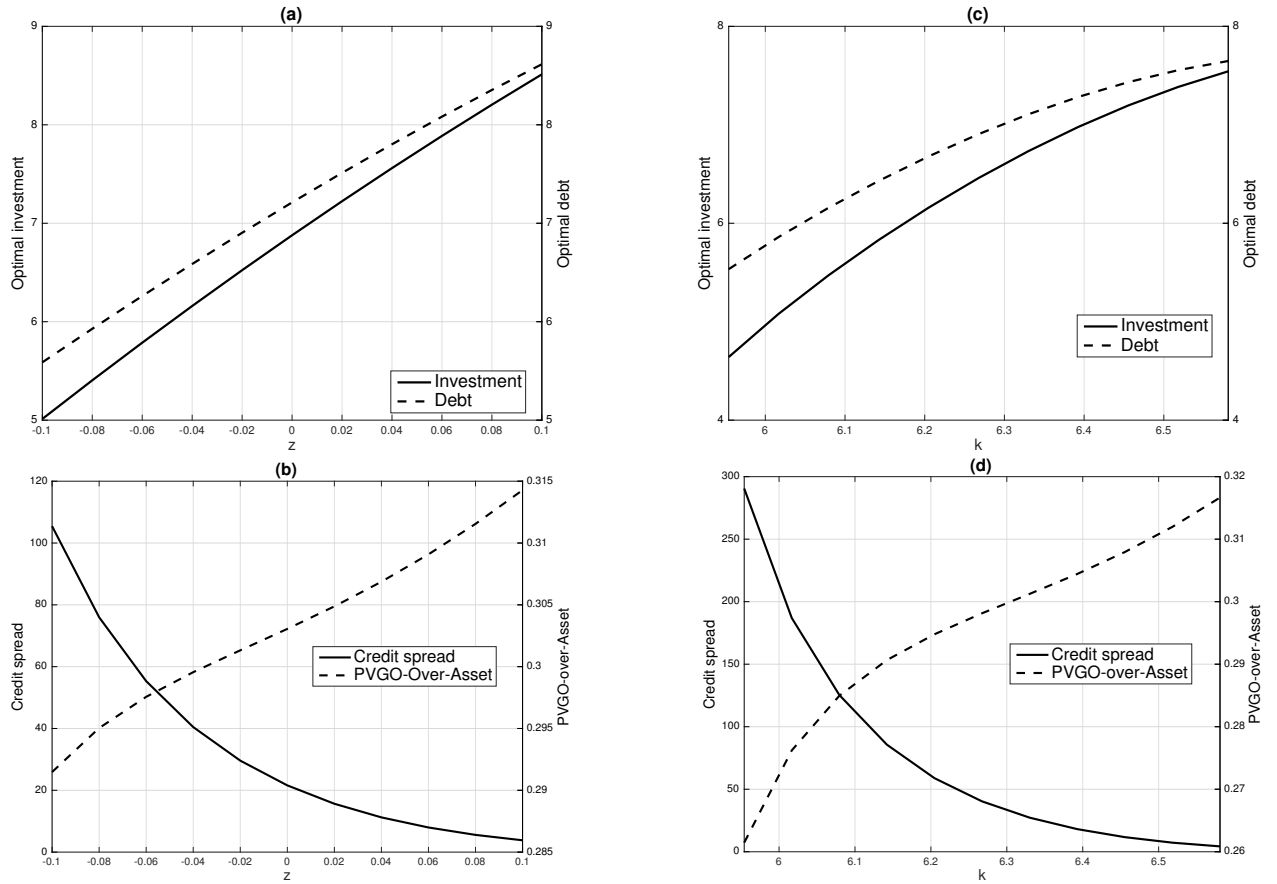 (a)
9
8
7
6
5
9
8
7
6
5
Optimal investment
Optimal debt
Investment
Debt
-0.1 -0.08 -0.06 -0.04 -0.02 0 0.02 0.04 0.06 0.08 0.1
z
(c)
8
6
4
8
6
4
Optimal investment
Optimal debt
Investment
Debt
6 6.1 6.2 6.3 6.4 6.5
k
(b)
120
100
80
60
40
20
0
0.315
0.31
0.305
0.3
0.295
0.29
0.285
Credit spread
PVGO-over-Asset
Credit spread
PVGO-Over-Asset
-0.1 -0.08 -0.06 -0.04 -0.02 0 0.02 0.04 0.06 0.08 0.1
z
(d)
300
250
200
150
100
50
0
0.32
0.31
0.3
0.29
0.28
0.27
0.26
Credit spread
PVGO-over-Asset
Credit spread
PVGO-over-Asset
6 6.1 6.2 6.3 6.4 6.5
k